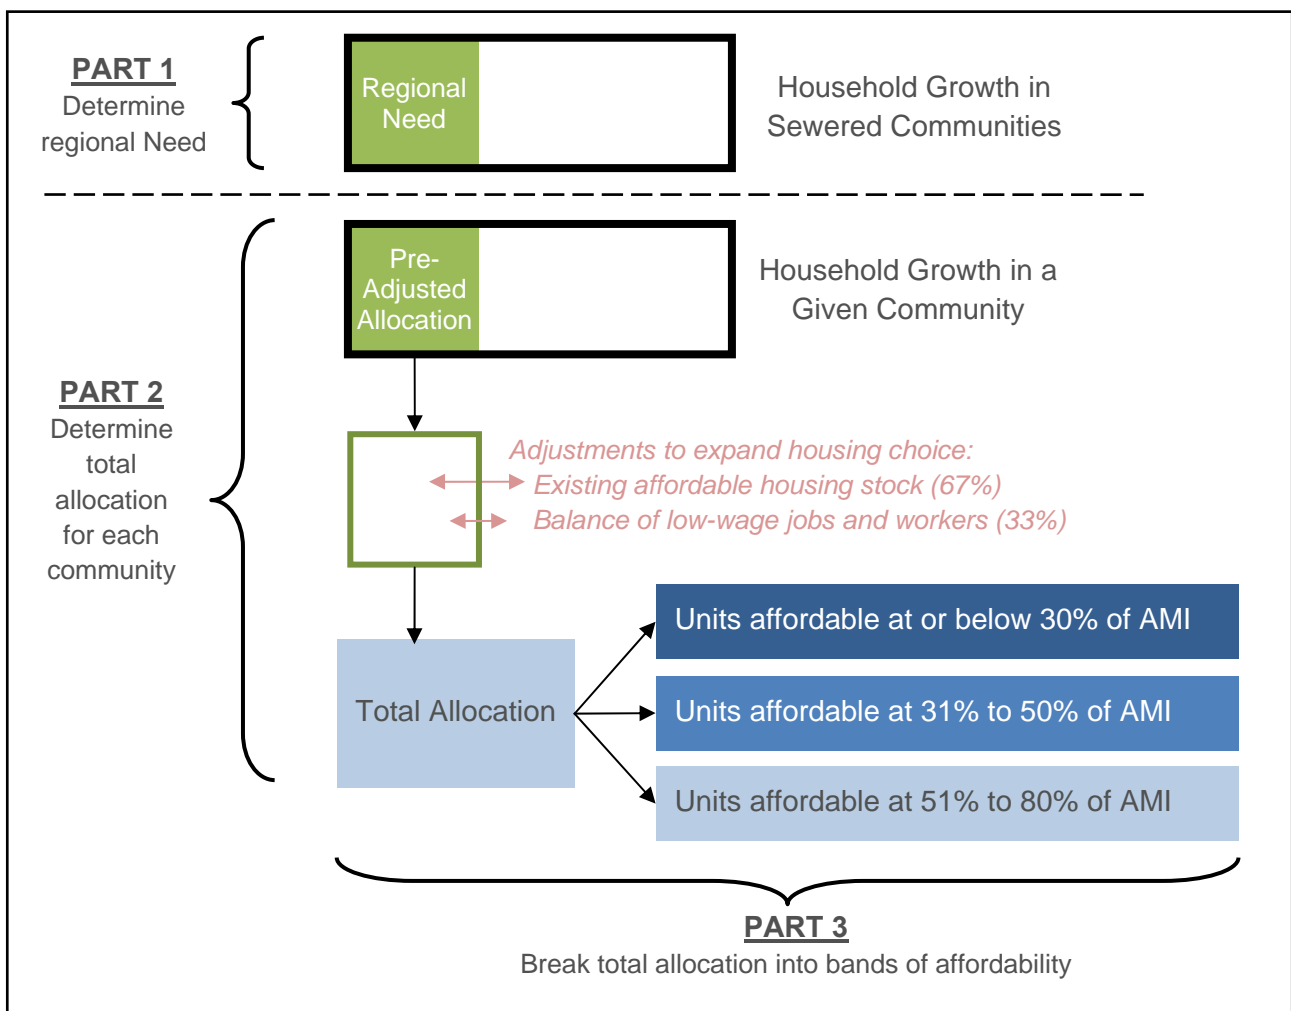 PART 1
Determine
regional Need
Regional
Need
Household Growth in
Sewered Communities
PART 2
Determine
total
allocation
for each
community
Pre-
Adjusted
Allocation
Household Growth in a
Given Community
Adjustments to expand housing choice:
Existing affordable housing stock (67%)
Balance of low-wage jobs and workers (33%)
Total Allocation
Units affordable at or below 30% of AMI
Units affordable at 31% to 50% of AMI
Units affordable at 51% to 80% of AMI
PART 3
Break total allocation into bands of affordability